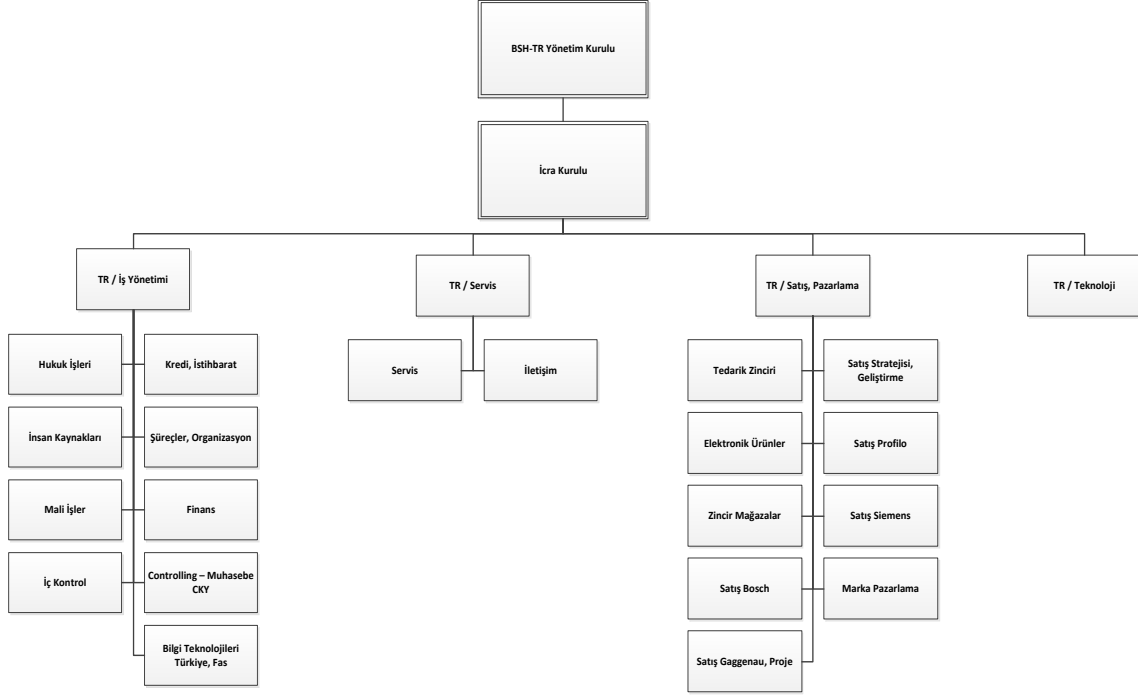 BSH-TR Yönetim Kurulu
İcra Kurulu
TR / İş Yönetimi
TR / Servis
TR / Satış, Pazarlama
TR / Teknoloji
Hukuk İşleri
Kredi, İstihbarat
İnsan Kaynakları
Şüreçler, Organizasyon
Mali İşler
Finans
İç Kontrol
Controlling – Muhasebe
CKY
Bilgi Teknolojileri
Türkiye, Fas
Servis
İletişim
Tedarik Zinciri
Satış Stratejisi,
Geliştirme
Elektronik Ürünler
Satış Profilo
Zincir Mağazalar
Satış Siemens
Satış Bosch
Marka Pazarlama
Satış Gaggenau, Proje